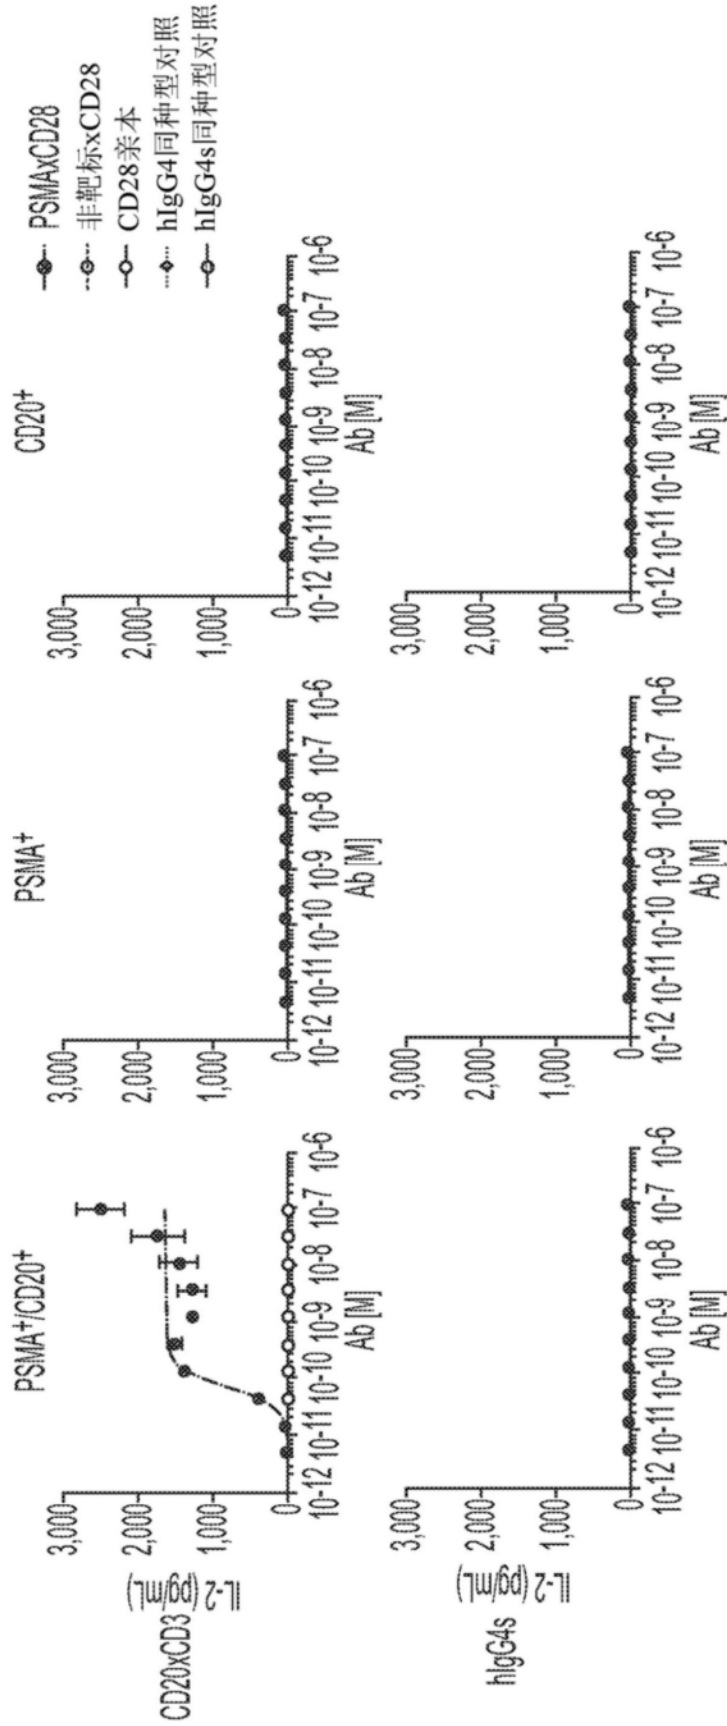 PSMA+/CD20+
PSMA+
CD20+
PSMAxCD28
非靶标xCD28
CD28亲本
hIgG4同种型对照
hIgG4s同种型对照
CD20xCD3
IL-2 (pg/mL)
3,000
2,000
1,000
0
10-12 10-11 10-10 10-9 10-8 10-7 10-6
Ab [M]
3,000
2,000
1,000
0
10-12 10-11 10-10 10-9 10-8 10-7 10-6
Ab [M]
3,000
2,000
1,000
0
10-12 10-11 10-10 10-9 10-8 10-7 10-6
Ab [M]
hIgG4s
IL-2 (pg/mL)
3,000
2,000
1,000
0
10-12 10-11 10-10 10-9 10-8 10-7 10-6
Ab [M]
3,000
2,000
1,000
0
10-12 10-11 10-10 10-9 10-8 10-7 10-6
Ab [M]
3,000
2,000
1,000
0
10-12 10-11 10-10 10-9 10-8 10-7 10-6
Ab [M]